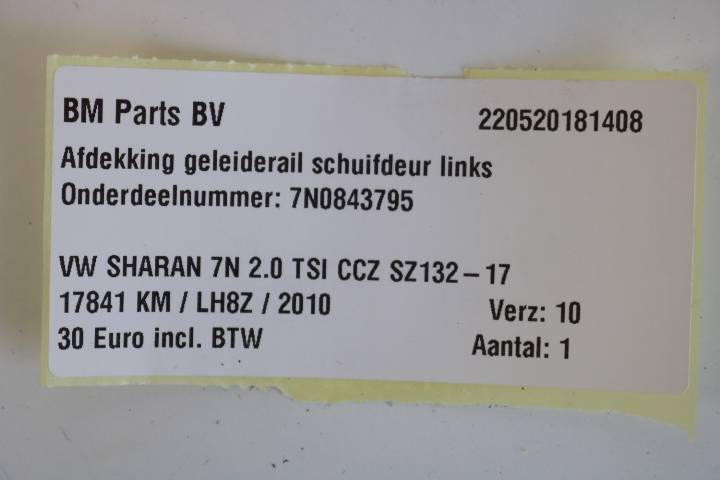 BM Parts BV 220520181408
Afdekking geleiderail schuifdeur links
Onderdeelnummer: 7N0843795
VW SHARAN 7N 2.0 TSI CCZ SZ132-17
17841 KM / LH8Z / 2010 Verz: 10
30 Euro incl. BTW Aantal: 1